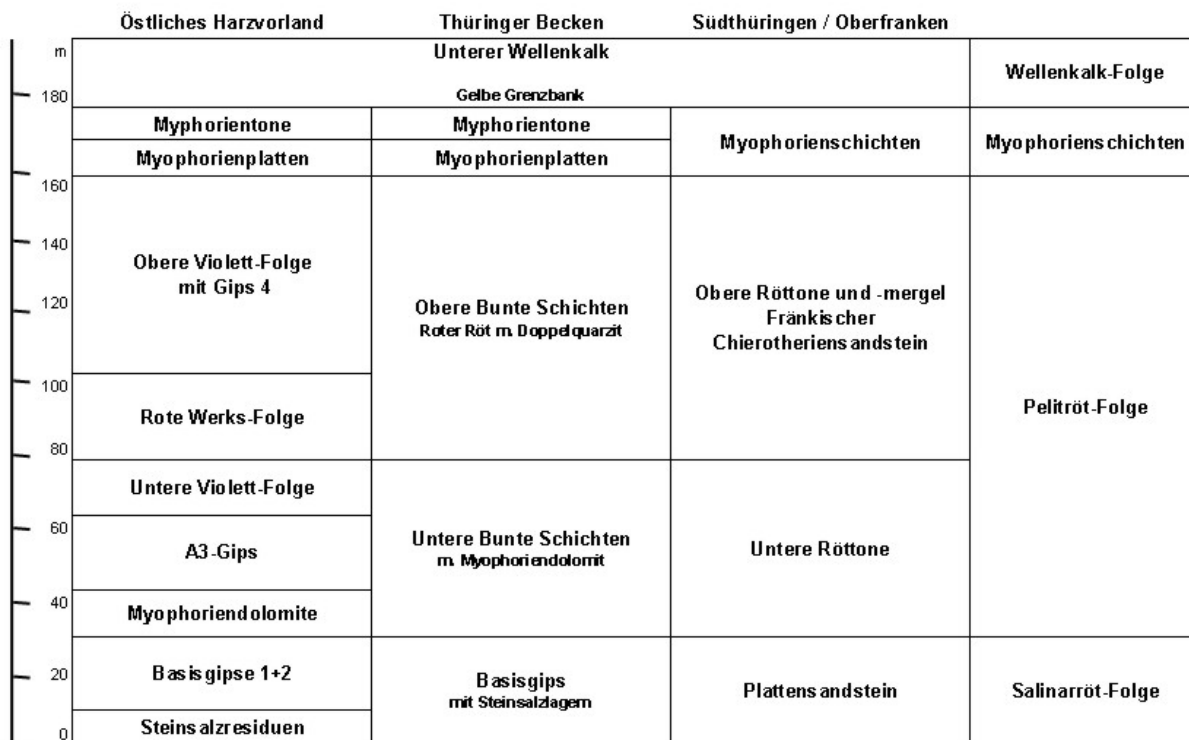 Östliches Harzvorland Thüringer Becken Südthüringen / Oberfranken
m Unterer Wellenkalk
Wellenkalk-Folge
180 Gelbe Grenzbank
Myphorientone Myphorientone
Myophorienschichten Myophorienschichten
Myophorienplatten Myophorienplatten
160
140
Obere Violett-Folge
mit Gips 4
120
Obere Bunte Schichten
Roter Röt m. Doppelquarzit
Obere Röttone und -mergel
Fränkischer
Chierotheriensandstein
100
Rote Werks-Folge
Pelitröt-Folge
80
Untere Violett-Folge
60
A3-Gips
Untere Bunte Schichten
m. Myophoriendolomit
Untere Röttone
40
Myophoriendolomite
20
Basisgipse 1+2
Basisgips
mit Steinsalzlagern
Plattensandstein
Salinarröt-Folge
0
Steinsalzresiduen